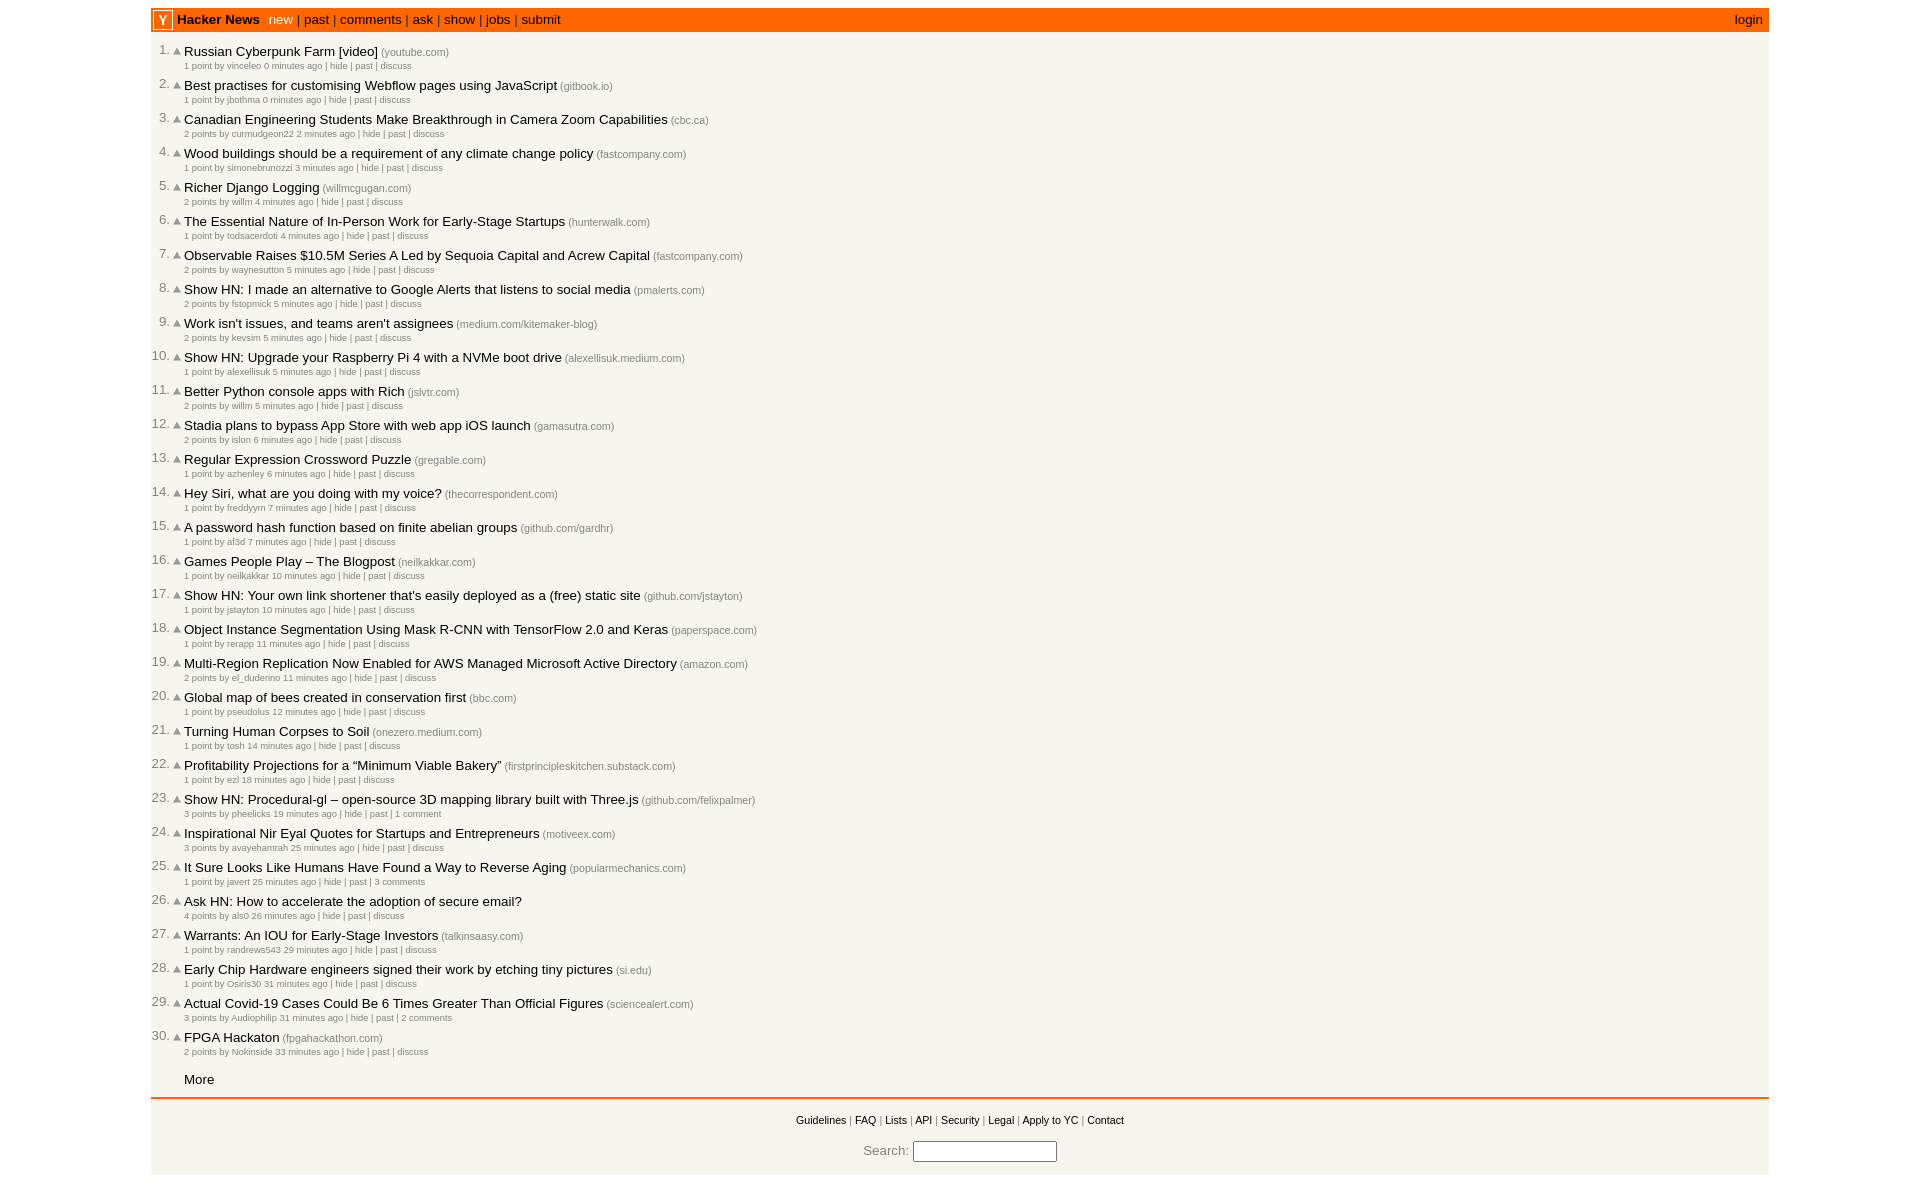 Y Hacker News new | past | comments | ask | show | jobs | submit login
1. Russian Cyberpunk Farm [video] (youtube.com)
1 point by vinceleo 0 minutes ago | hide | past | discuss
2. Best practises for customising Webflow pages using JavaScript (gitbook.io)
1 point by jbothma 0 minutes ago | hide | past | discuss
3. Canadian Engineering Students Make Breakthrough in Camera Zoom Capabilities (cbc.ca)
2 points by curmudgeon22 2 minutes ago | hide | past | discuss
4. Wood buildings should be a requirement of any climate change policy (fastcompany.com)
1 point by simonebrunozzi 3 minutes ago | hide | past | discuss
5. Richer Django Logging (willmcgugan.com)
2 points by willm 4 minutes ago | hide | past | discuss
6. The Essential Nature of In-Person Work for Early-Stage Startups (hunterwalk.com)
1 point by todsacerdoti 4 minutes ago | hide | past | discuss
7. Observable Raises $10.5M Series A Led by Sequoia Capital and Acrew Capital (fastcompany.com)
2 points by waynesutton 5 minutes ago | hide | past | discuss
8. Show HN: I made an alternative to Google Alerts that listens to social media (pmalerts.com)
2 points by fstopmick 5 minutes ago | hide | past | discuss
9. Work isn't issues, and teams aren't assignees (medium.com/kitemaker-blog)
2 points by kevsim 5 minutes ago | hide | past | discuss
10. Show HN: Upgrade your Raspberry Pi 4 with a NVMe boot drive (alexellisuk.medium.com)
1 point by alexellisuk 5 minutes ago | hide | past | discuss
11. Better Python console apps with Rich (jslvtr.com)
2 points by willm 5 minutes ago | hide | past | discuss
12. Stadia plans to bypass App Store with web app iOS launch (gamasutra.com)
2 points by islon 6 minutes ago | hide | past | discuss
13. Regular Expression Crossword Puzzle (gregable.com)
1 point by azhenley 6 minutes ago | hide | past | discuss
14. Hey Siri, what are you doing with my voice? (thecorrespondent.com)
1 point by freddyym 7 minutes ago | hide | past | discuss
15. A password hash function based on finite abelian groups (github.com/gardhr)
1 point by af3d 7 minutes ago | hide | past | discuss
16. Games People Play – The Blogpost (neilkakkar.com)
1 point by neilkakkar 10 minutes ago | hide | past | discuss
17. Show HN: Your own link shortener that's easily deployed as a (free) static site (github.com/jstayton)
1 point by jstayton 10 minutes ago | hide | past | discuss
18. Object Instance Segmentation Using Mask R-CNN with TensorFlow 2.0 and Keras (paperspace.com)
1 point by rerapp 11 minutes ago | hide | past | discuss
19. Multi-Region Replication Now Enabled for AWS Managed Microsoft Active Directory (amazon.com)
2 points by el_duderino 11 minutes ago | hide | past | discuss
20. Global map of bees created in conservation first (bbc.com)
1 point by pseudolus 12 minutes ago | hide | past | discuss
21. Turning Human Corpses to Soil (onezero.medium.com)
1 point by tosh 14 minutes ago | hide | past | discuss
22. Profitability Projections for a “Minimum Viable Bakery” (firstprincipleskitchen.substack.com)
1 point by ezl 18 minutes ago | hide | past | discuss
23. Show HN: Procedural-gl – open-source 3D mapping library built with Three.js (github.com/felixpalmer)
3 points by pheelicks 19 minutes ago | hide | past | 1 comment
24. Inspirational Nir Eyal Quotes for Startups and Entrepreneurs (motiveex.com)
3 points by avayehamrah 25 minutes ago | hide | past | discuss
25. It Sure Looks Like Humans Have Found a Way to Reverse Aging (popularmechanics.com)
1 point by javert 25 minutes ago | hide | past | 3 comments
26. Ask HN: How to accelerate the adoption of secure email?
4 points by als0 26 minutes ago | hide | past | discuss
27. Warrants: An IOU for Early-Stage Investors (talkinsaasy.com)
1 point by randrews543 29 minutes ago | hide | past | discuss
28. Early Chip Hardware engineers signed their work by etching tiny pictures (si.edu)
1 point by Osiris30 31 minutes ago | hide | past | discuss
29. Actual Covid-19 Cases Could Be 6 Times Greater Than Official Figures (sciencealert.com)
3 points by Audiophilip 31 minutes ago | hide | past | 2 comments
30. FPGA Hackaton (fpgahackathon.com)
2 points by Nokinside 33 minutes ago | hide | past | discuss
More
Guidelines | FAQ | Lists | API | Security | Legal | Apply to YC | Contact
Search: